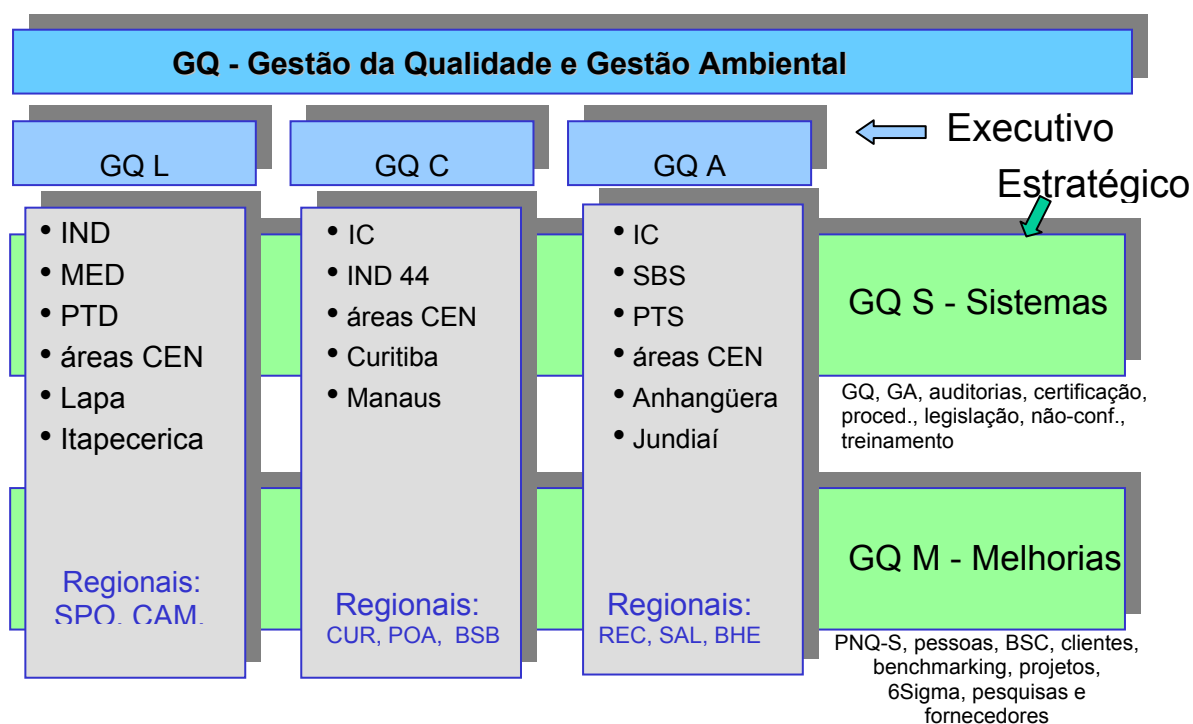 GQ - Gestão da Qualidade e Gestão Ambiental
Executivo
Estratégico
GQ L
GQ C
GQ A
• IND
• MED
• PTD
• áreas CEN
• Lapa
• Itapecerica
Regionais:
SPO, CAM,
• IC
• IND 44
• áreas CEN
• Curitiba
• Manaus
Regionais:
CUR, POA, BSB
• IC
• SBS
• PTS
• áreas CEN
• Anhangüera
• Jundiaí
Regionais:
REC, SAL, BHE
GQ S - Sistemas
GQ, GA, auditorias, certificação,
proced., legislação, não-conf.,
treinamento
GQ M - Melhorias
PNQ-S, pessoas, BSC, clientes,
benchmarking, projetos,
6Sigma, pesquisas e
fornecedores